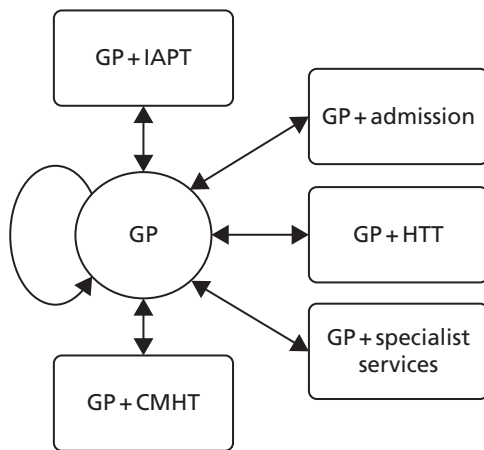 GP + IAPT
GP + admission
GP
GP + HTT
GP + specialist
services
GP + CMHT